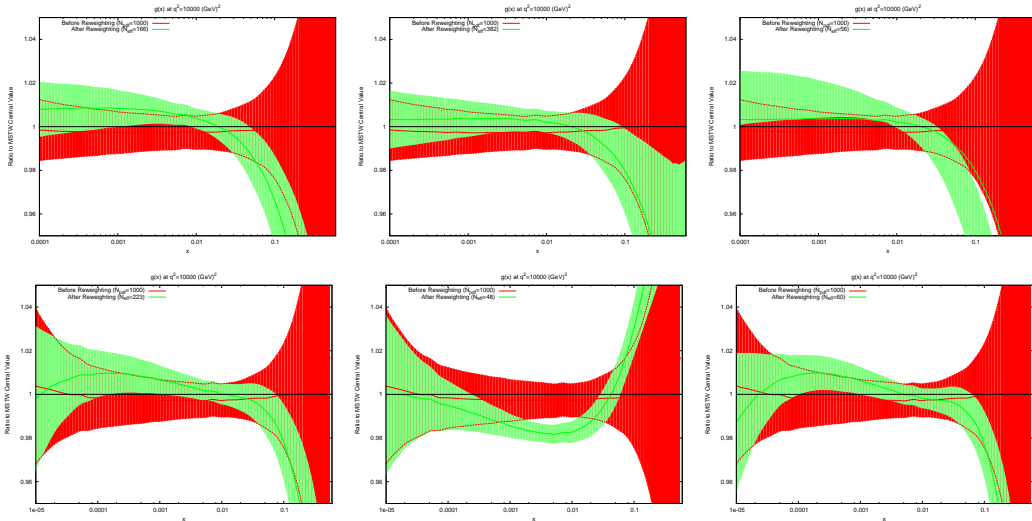 g(x) at q²=10000 (GeV)²
Before Reweighting (N_pdf=1000)
After Reweighting (N_eff=166)
Ratio to MSTW Central Value
1.04
1.02
1
0.98
0.96
0.0001
0.001
0.01
0.1
x
g(x) at q²=10000 (GeV)²
Before Reweighting (N_pdf=1000)
After Reweighting (N_eff=382)
Ratio to MSTW Central Value
1.04
1.02
1
0.98
0.96
0.0001
0.001
0.01
0.1
x
g(x) at q²=10000 (GeV)²
Before Reweighting (N_pdf=1000)
After Reweighting (N_eff=56)
Ratio to MSTW Central Value
1.04
1.02
1
0.98
0.96
0.0001
0.001
0.01
0.1
x
g(x) at q²=10000 (GeV)²
Before Reweighting (N_pdf=1000)
After Reweighting (N_eff=223)
Ratio to MSTW Central Value
1.04
1.02
1
0.98
0.96
1e-05
0.0001
0.001
0.01
0.1
x
g(x) at q²=10000 (GeV)²
Before Reweighting (N_pdf=1000)
After Reweighting (N_eff=48)
Ratio to MSTW Central Value
1.04
1.02
1
0.98
0.96
1e-05
0.0001
0.001
0.01
0.1
x
g(x) at q²=10000 (GeV)²
Before Reweighting (N_pdf=1000)
After Reweighting (N_eff=60)
Ratio to MSTW Central Value
1.04
1.02
1
0.98
0.96
1e-05
0.0001
0.001
0.01
0.1
x